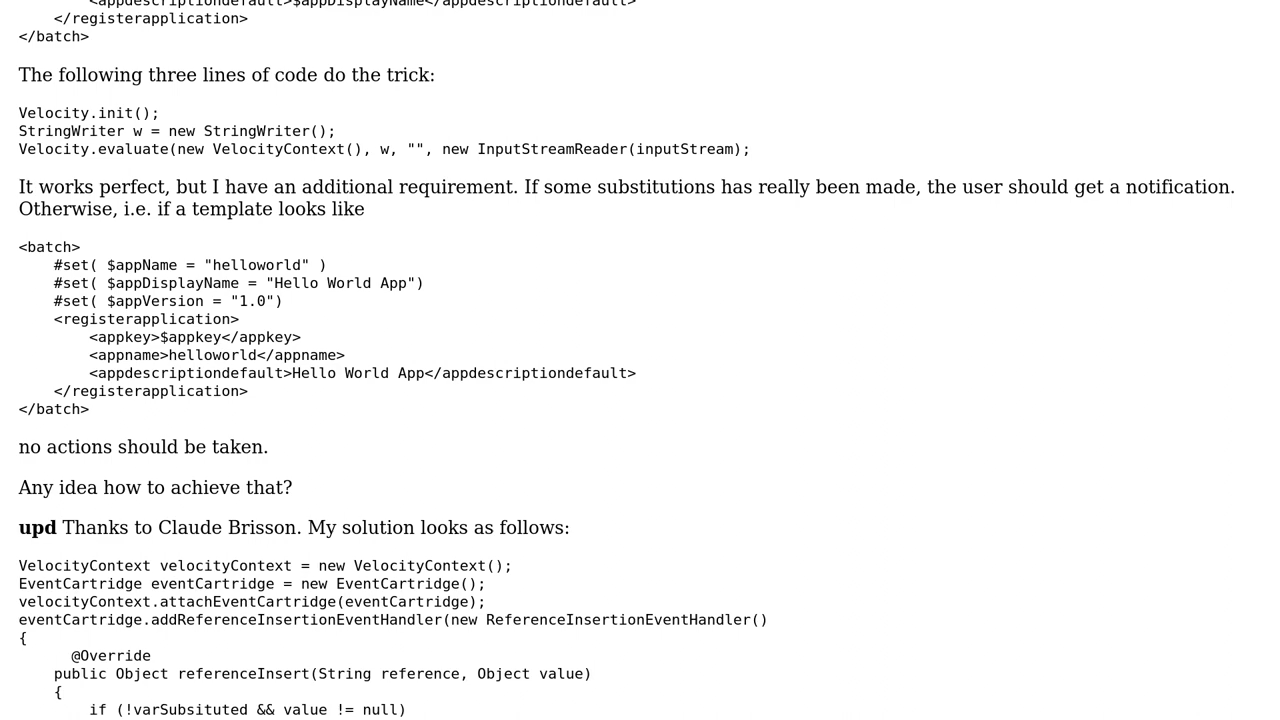 <appdescriptiondefault>$appDisplayName</appdescriptiondefault>
    </registerapplication>
</batch>
The following three lines of code do the trick:
Velocity.init();
StringWriter w = new StringWriter();
Velocity.evaluate(new VelocityContext(), w, "", new InputStreamReader(inputStream);
It works perfect, but I have an additional requirement. If some substitutions has really been made, the user should get a notification.
Otherwise, i.e. if a template looks like
<batch>
    #set( $appName = "helloworld" )
    #set( $appDisplayName = "Hello World App")
    #set( $appVersion = "1.0")
    <registerapplication>
        <appkey>$appkey</appkey>
        <appname>helloworld</appname>
        <appdescriptiondefault>Hello World App</appdescriptiondefault>
    </registerapplication>
</batch>
no actions should be taken.
Any idea how to achieve that?
upd Thanks to Claude Brisson. My solution looks as follows:
VelocityContext velocityContext = new VelocityContext();
EventCartridge eventCartridge = new EventCartridge();
velocityContext.attachEventCartridge(eventCartridge);
eventCartridge.addReferenceInsertionEventHandler(new ReferenceInsertionEventHandler()
{
      @Override
    public Object referenceInsert(String reference, Object value)
    {
        if (!varSubsituted && value != null)